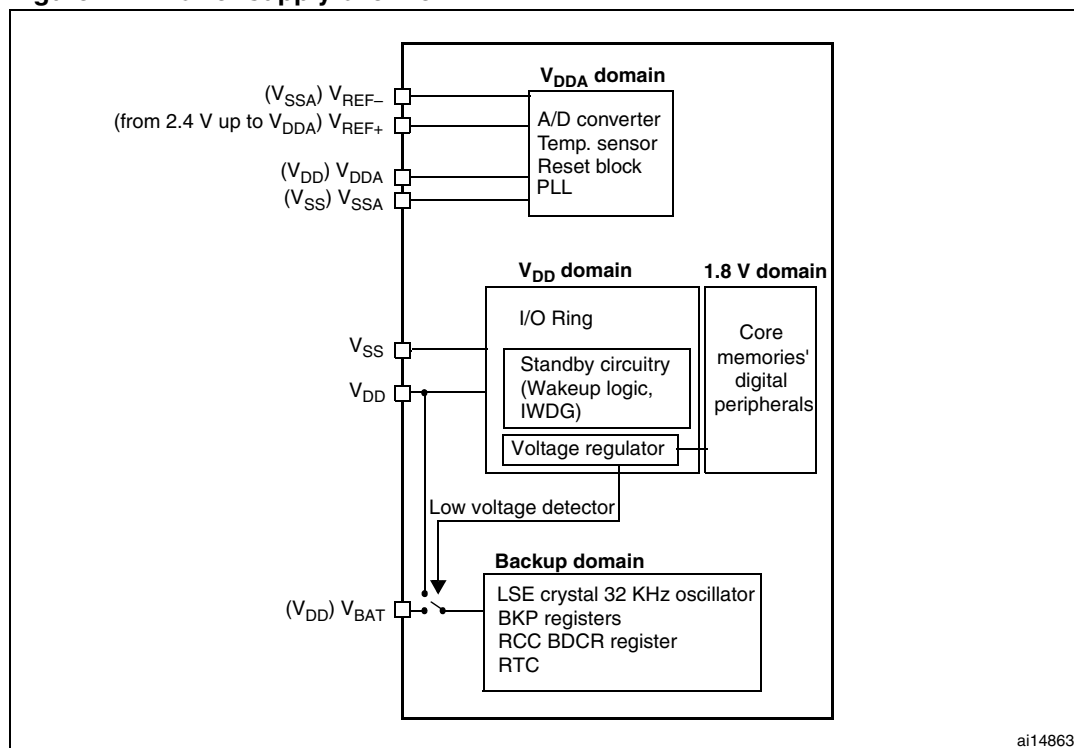 V_DDA domain
(V_SSA) V_REF–
(from 2.4 V up to V_DDA) V_REF+
(V_DD) V_DDA
(V_SS) V_SSA
A/D converter
Temp. sensor
Reset block
PLL
V_DD domain
1.8 V domain
I/O Ring
V_SS
V_DD
Standby circuitry
(Wakeup logic,
IWDG)
Voltage regulator
Core
memories'
digital
peripherals
Low voltage detector
Backup domain
(V_DD) V_BAT
LSE crystal 32 KHz oscillator
BKP registers
RCC BDCR register
RTC
ai14863